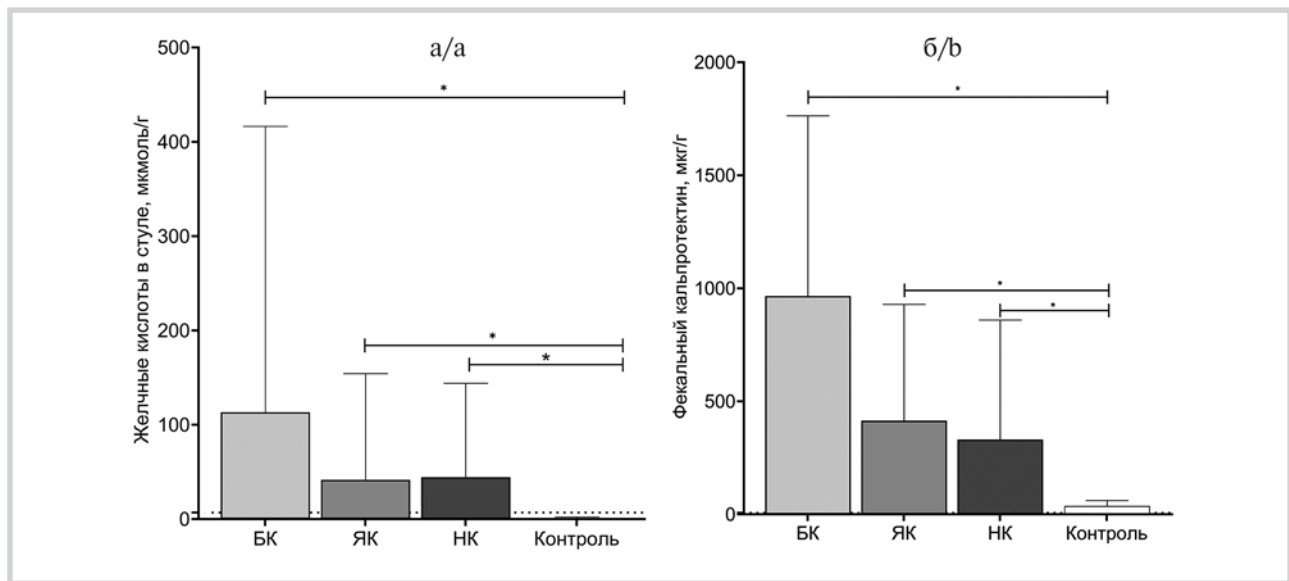 а/a
Желчные кислоты в стуле, мкмоль/г
500
400
300
200
100
0
*
*
*
БК ЯК НК Контроль
б/b
Фекальный кальпротектин, мкг/г
2000
1500
1000
500
0
*
*
*
БК ЯК НК Контроль